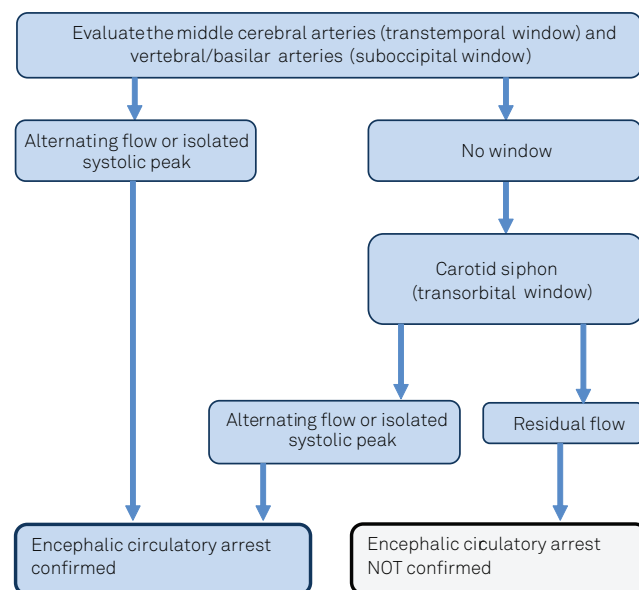 Evaluate the middle cerebral arteries (transtemporal window) and
vertebral/basilar arteries (suboccipital window)
Alternating flow or isolated
systolic peak
No window
Carotid siphon
(transorbital window)
Alternating flow or isolated
systolic peak
Residual flow
Encephalic circulatory arrest
confirmed
Encephalic circulatory arrest
NOT confirmed